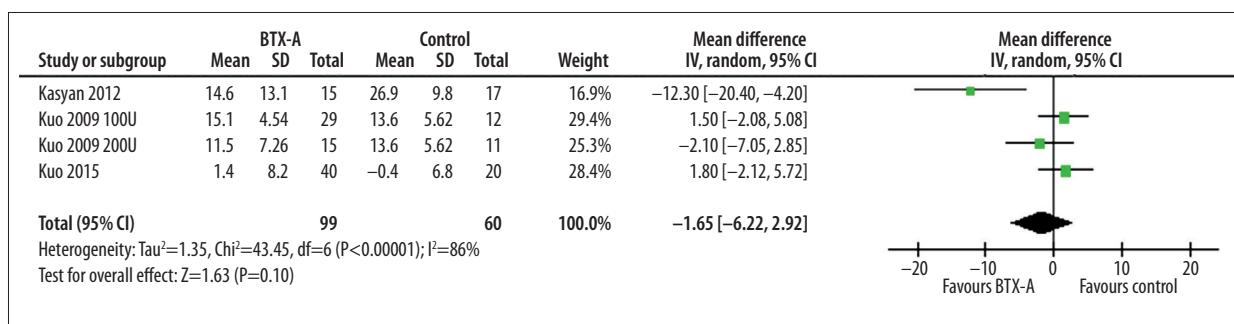 BTX-A Control Mean difference Mean difference
Study or subgroup Mean SD Total Mean SD Total Weight IV, random, 95% CI IV, random, 95% CI
Kasyan 2012 14.6 13.1 15 26.9 9.8 17 16.9% −12.30 [−20.40, −4.20]
Kuo 2009 100U 15.1 4.54 29 13.6 5.62 12 29.4% 1.50 [−2.08, 5.08]
Kuo 2009 200U 11.5 7.26 15 13.6 5.62 11 25.3% −2.10 [−7.05, 2.85]
Kuo 2015 1.4 8.2 40 −0.4 6.8 20 28.4% 1.80 [−2.12, 5.72]
Total (95% CI) 99 60 100.0% −1.65 [−6.22, 2.92]
Heterogeneity: Tau²=1.35, Chi²=43.45, df=6 (P<0.00001); I²=86%
Test for overall effect: Z=1.63 (P=0.10)
−20 −10 0 10 20
Favours BTX-A Favours control